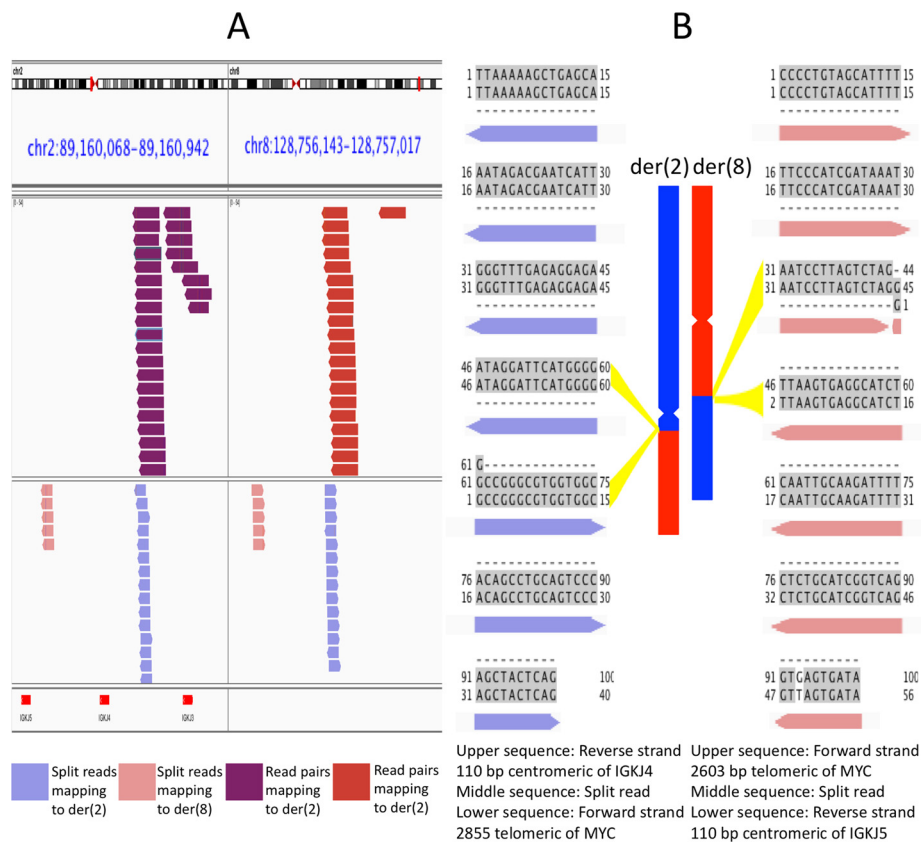 A
B
chr2
chr8
chr2:89,160,068-89,160,942
chr8:128,756,143-128,757,017
IGKJ5
IGKJ4
Split reads mapping to der(2)
Split reads mapping to der(8)
Read pairs mapping to der(2)
Read pairs mapping to der(2)
1 TTAAAAAGCTGAGCA 15
1 TTAAAAAGCTGAGCA 15
16 AATAGACGAATCATT 30
16 AATAGACGAATCATT 30
31 GGGTTTGAGAGGAGA 45
31 GGGTTTGAGAGGAGA 45
46 ATAGGATTCATGGGG 60
46 ATAGGATTCATGGGG 60
61 G--------------
61 GCCGGGCGTGGTGGC 75
1 GCCGGGCGTGGTGGC 15
76 ACAGCCTGCAGTCCC 90
16 ACAGCCTGCAGTCCC 30
91 AGCTACTCAG 100
31 AGCTACTCAG 40
der(2) der(8)
1 CCCCTGTAGCATTTT 15
1 CCCCTGTAGCATTTT 15
16 TTCCCATCGATAAAT 30
16 TTCCCATCGATAAAT 30
31 AATCCTTAGTCTAG- 44
31 AATCCTTAGTCTAGG 45
G 1
46 TTAAGTGAGGCATCT 60
2 TTAAGTGAGGCATCT 16
61 CAATTGCAAGATTTT 75
17 CAATTGCAAGATTTT 31
76 CTCTGCATCGGTCAG 90
32 CTCTGCATCGGTCAG 46
91 GTGAGTGATA 100
47 GTTAGTGATA 56
Upper sequence: Reverse strand
110 bp centromeric of IGKJ4
Middle sequence: Split read
Lower sequence: Forward strand
2855 telomeric of MYC
Upper sequence: Forward strand
2603 bp telomeric of MYC
Middle sequence: Split read
Lower sequence: Reverse strand
110 bp centromeric of IGKJ5